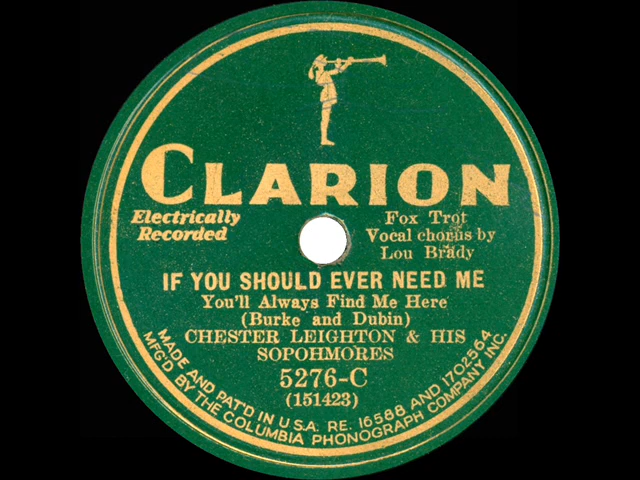 CLARION
Electrically
Recorded
Fox Trot
Vocal chorus by
Lou Brady
IF YOU SHOULD EVER NEED ME
You'll Always Find Me Here
(Burke and Dubin)
CHESTER LEIGHTON & HIS
SOPOHMORES
5276-C
(151423)
MADE AND PAT'D IN U.S.A. RE. 16588 AND 1702564
MFG'D BY THE COLUMBIA PHONOGRAPH COMPANY INC.